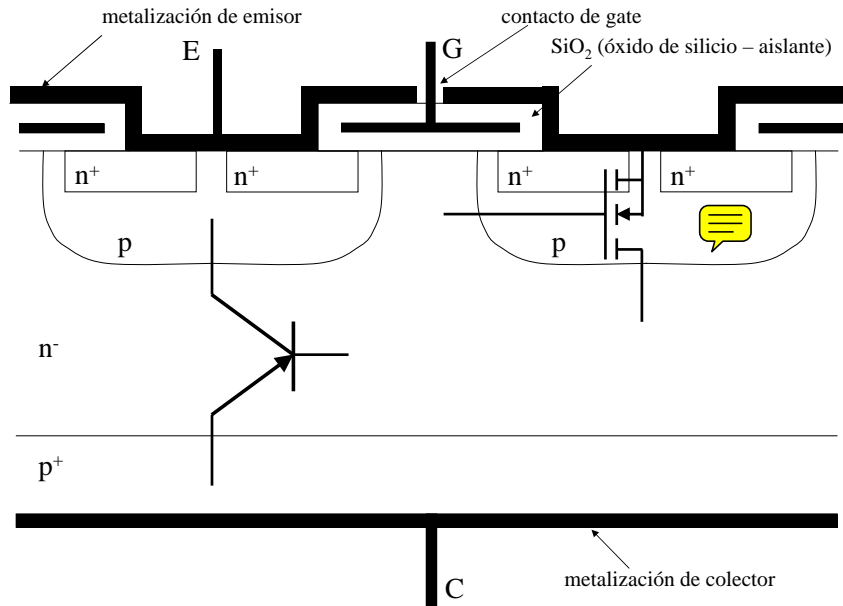 metalización de emisor
contacto de gate
SiO₂ (óxido de silicio – aislante)
E
G
n⁺
n⁺
n⁺
n⁺
p
p
n⁻
p⁺
C
metalización de colector